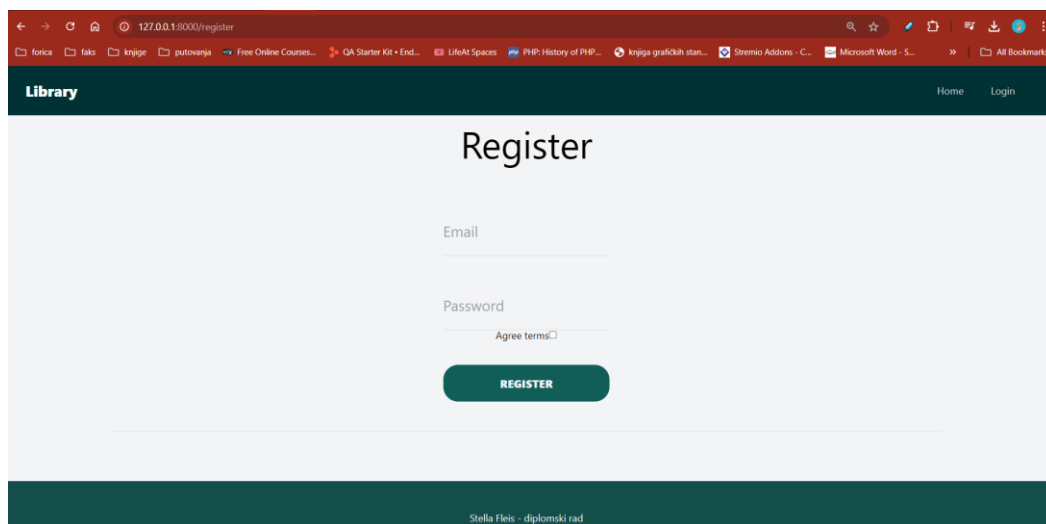 127.0.0.1:8000/register
forica faks knjige putovanja Free Online Courses... QA Starter Kit • End... LifeAt Spaces PHP: History of PHP... knjiga grafičkih stan... Stremio Addons - C... Microsoft Word - S... » All Bookmarks
Library Home Login
Register
Email
Password
Agree terms
REGISTER
Stella Fleis - diplomski rad